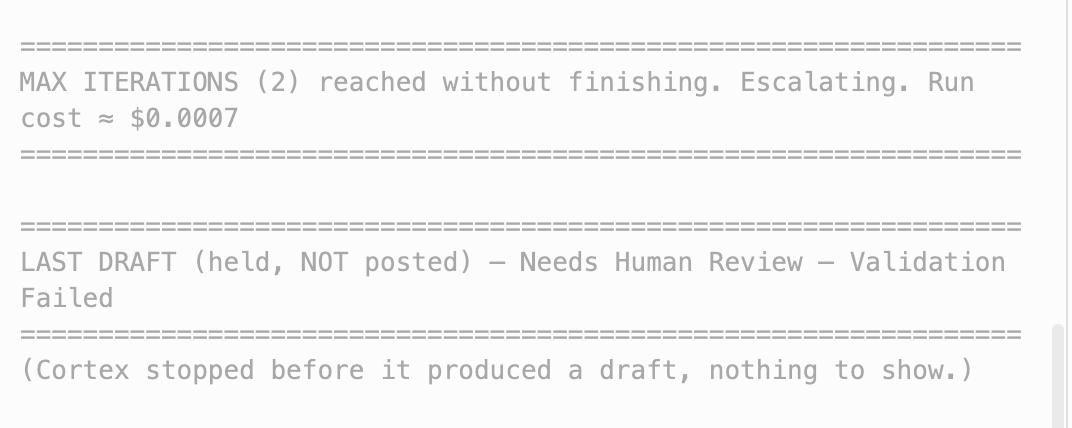 ================================================================
MAX ITERATIONS (2) reached without finishing. Escalating. Run
cost ≈ $0.0007
================================================================
================================================================
LAST DRAFT (held, NOT posted) — Needs Human Review — Validation
Failed
================================================================
(Cortex stopped before it produced a draft, nothing to show.)